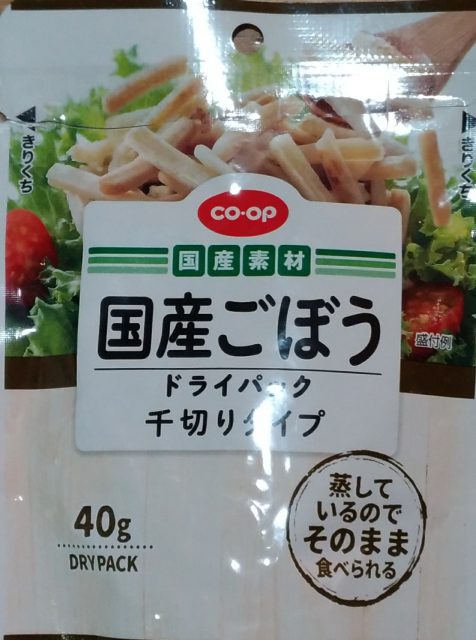 きりくち
きりくち
co·op
国産素材
国産ごぼう
ドライパック
千切りタイプ
盛付例
40g
DRY PACK
蒸して
いるので
そのまま
食べられる